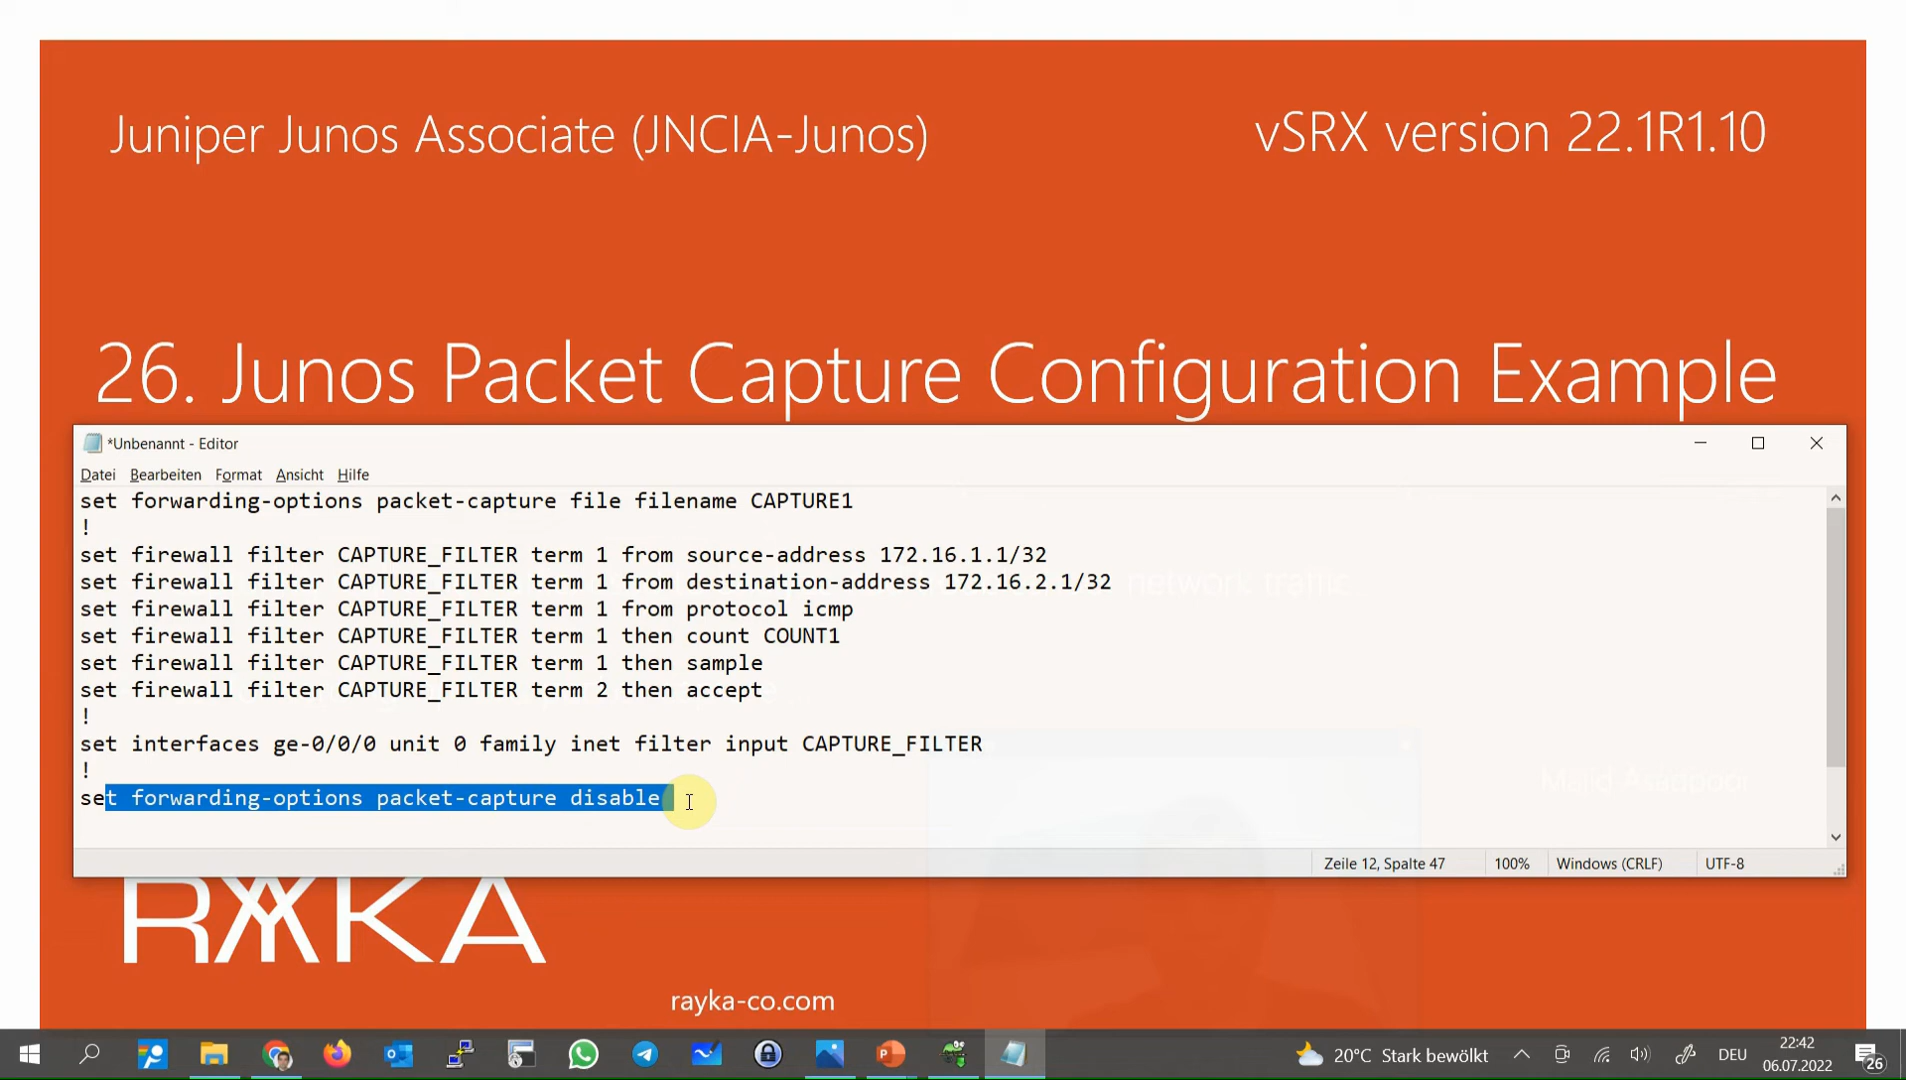 Juniper Junos Associate (JNCIA-Junos)
vSRX version 22.1R1.10
26. Junos Packet Capture Configuration Example
*Unbenannt - Editor
Datei Bearbeiten Format Ansicht Hilfe
set forwarding-options packet-capture file filename CAPTURE1
!
set firewall filter CAPTURE_FILTER term 1 from source-address 172.16.1.1/32
set firewall filter CAPTURE_FILTER term 1 from destination-address 172.16.2.1/32
network traffic
set firewall filter CAPTURE_FILTER term 1 from protocol icmp
set firewall filter CAPTURE_FILTER term 1 then count COUNT1
set firewall filter CAPTURE_FILTER term 1 then sample
set firewall filter CAPTURE_FILTER term 2 then accept
!
set interfaces ge-0/0/0 unit 0 family inet filter input CAPTURE_FILTER
!
Majid Asadpoor
set forwarding-options packet-capture disable
Zeile 12, Spalte 47
100%
Windows (CRLF)
UTF-8
RAYKA
rayka-co.com
20°C Stark bewölkt
DEU
22:42
06.07.2022
26